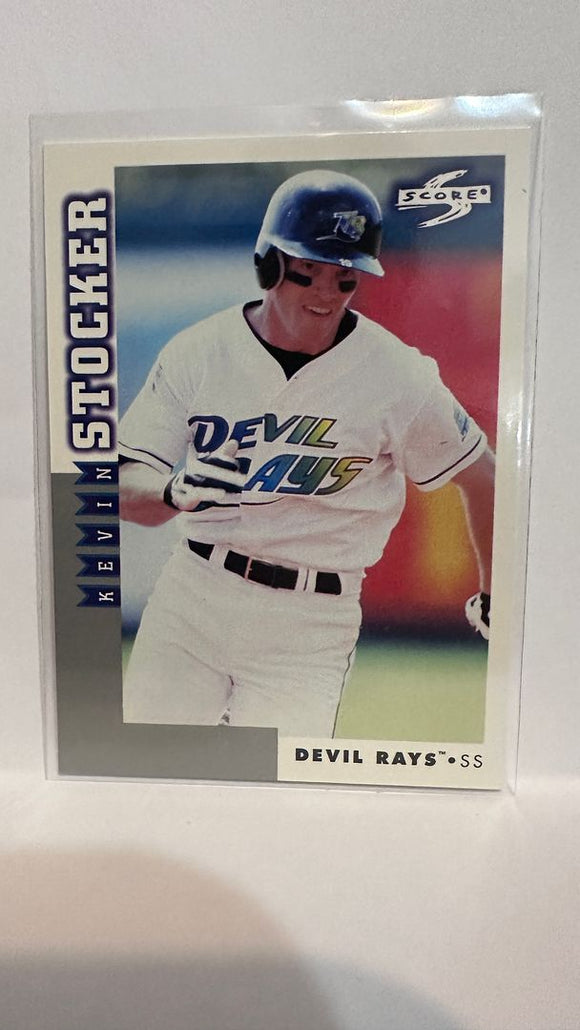 SCORE
KEVIN STOCKER
DEVIL
RAYS
DEVIL RAYS™•SS